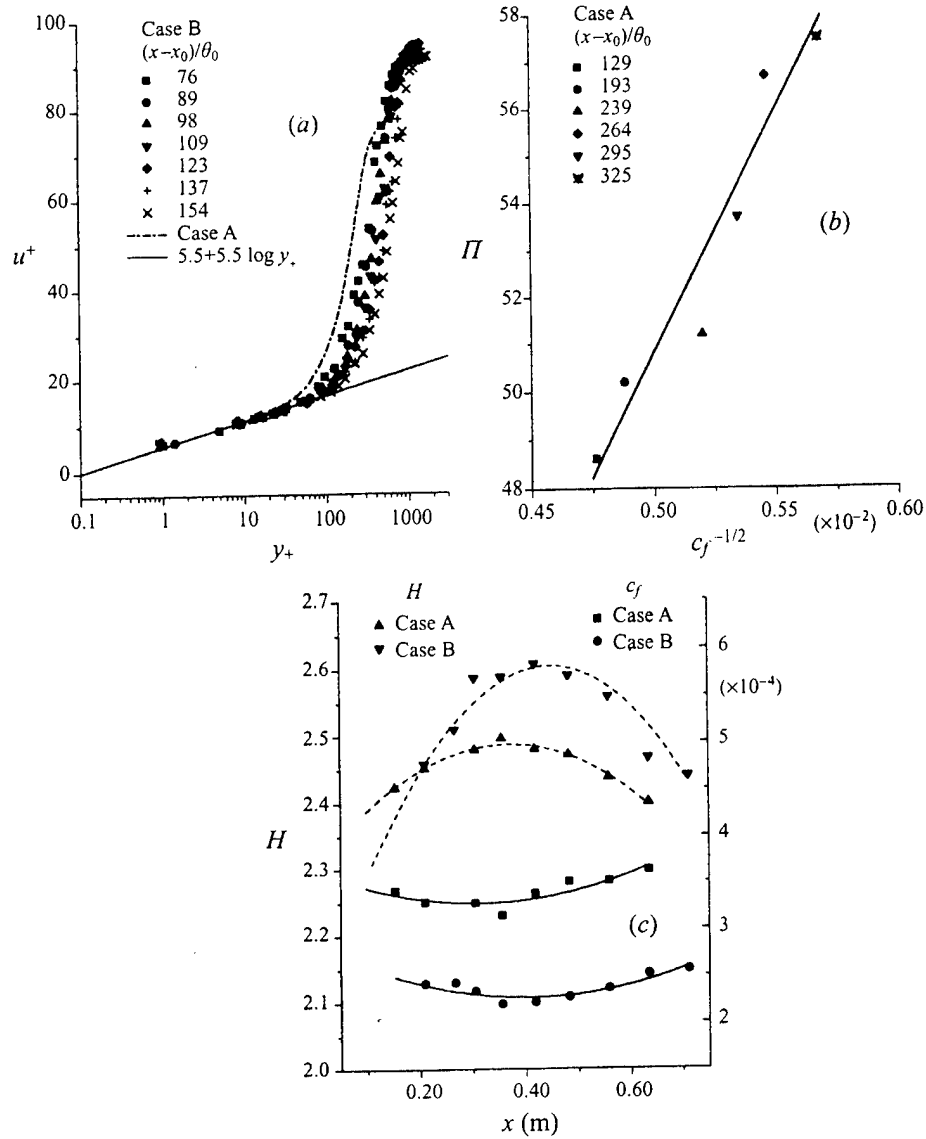 Case B
(x–x₀)/θ₀
76
89
98
109
123
137
154
Case A
5.5+5.5 log y₊
(a)
100
80
60
40
20
0
u⁺
0.1 1 10 100 1000
y₊
Case A
(x–x₀)/θ₀
129
193
239
264
295
325
(b)
58
56
54
52
50
48
Π
0.45 0.50 0.55 0.60
(×10⁻²)
c_f⁻¹/²
H
Case A
Case B
c_f
Case A
Case B
2.7
2.6
2.5
2.4
2.3
2.2
2.1
2.0
H
6
(×10⁻⁴)
5
4
3
2
(c)
0.20 0.40 0.60
x (m)